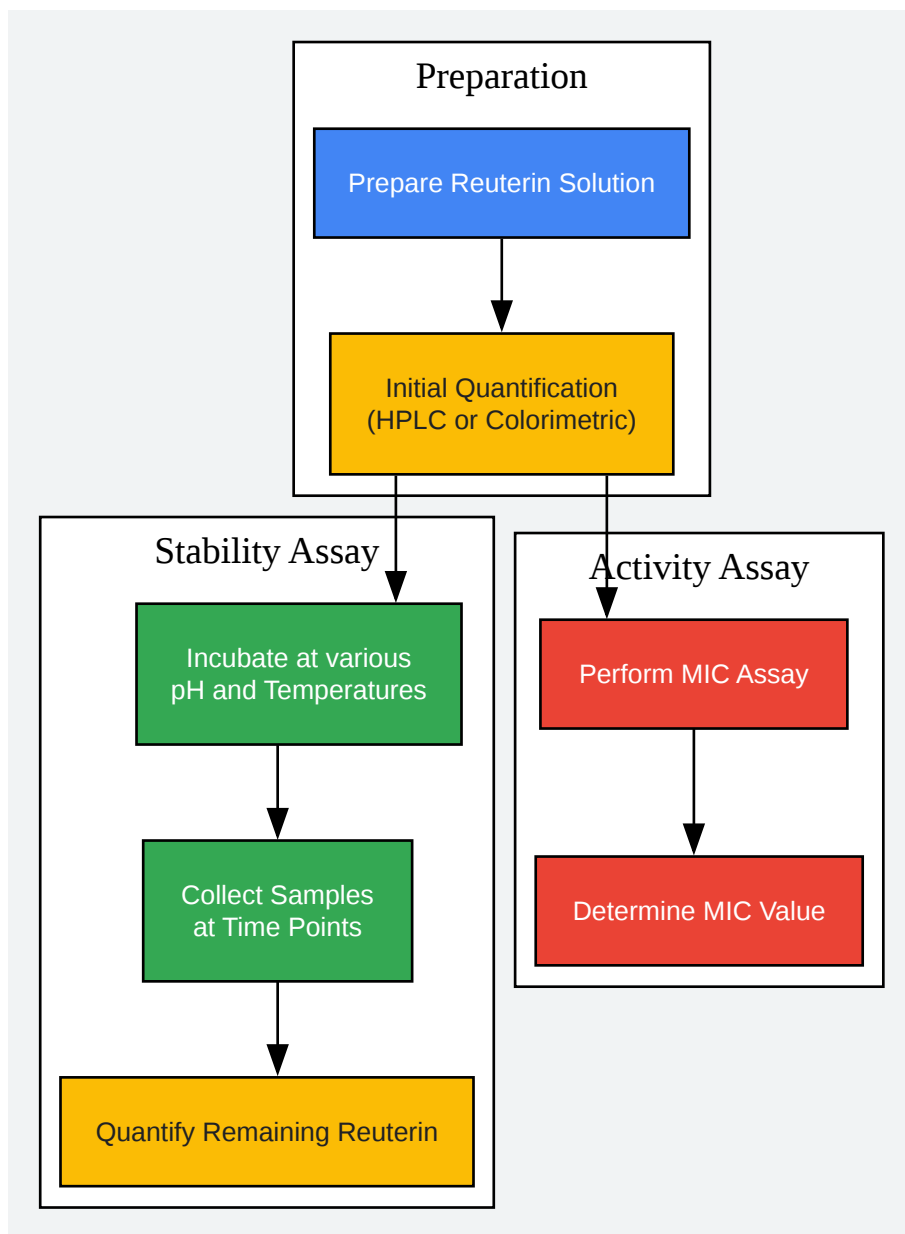 Preparation
Prepare Reuterin Solution
Initial Quantification
(HPLC or Colorimetric)
Stability Assay
Incubate at various
pH and Temperatures
Collect Samples
at Time Points
Quantify Remaining Reuterin
Activity Assay
Perform MIC Assay
Determine MIC Value